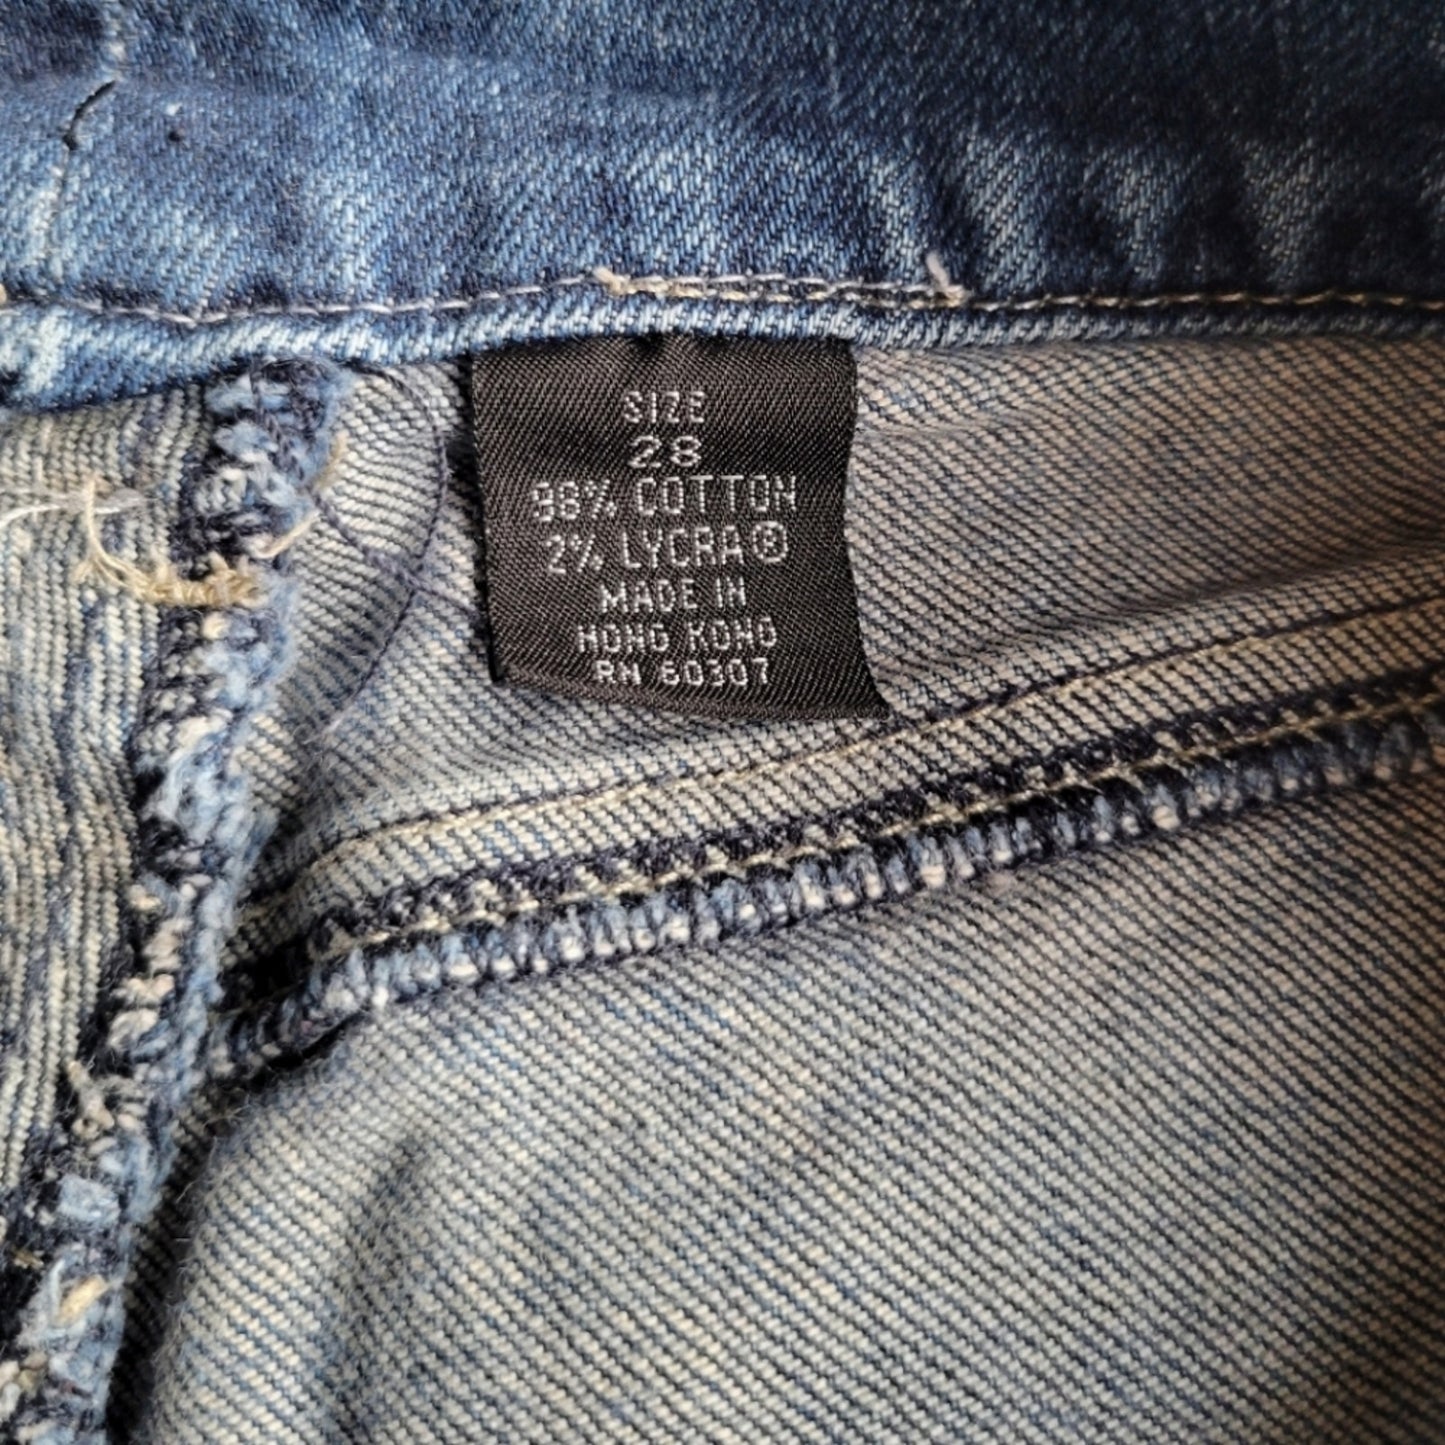 SIZE
28
98% COTTON
2% LYCRA®
MADE IN
HONG KONG
RN 60307